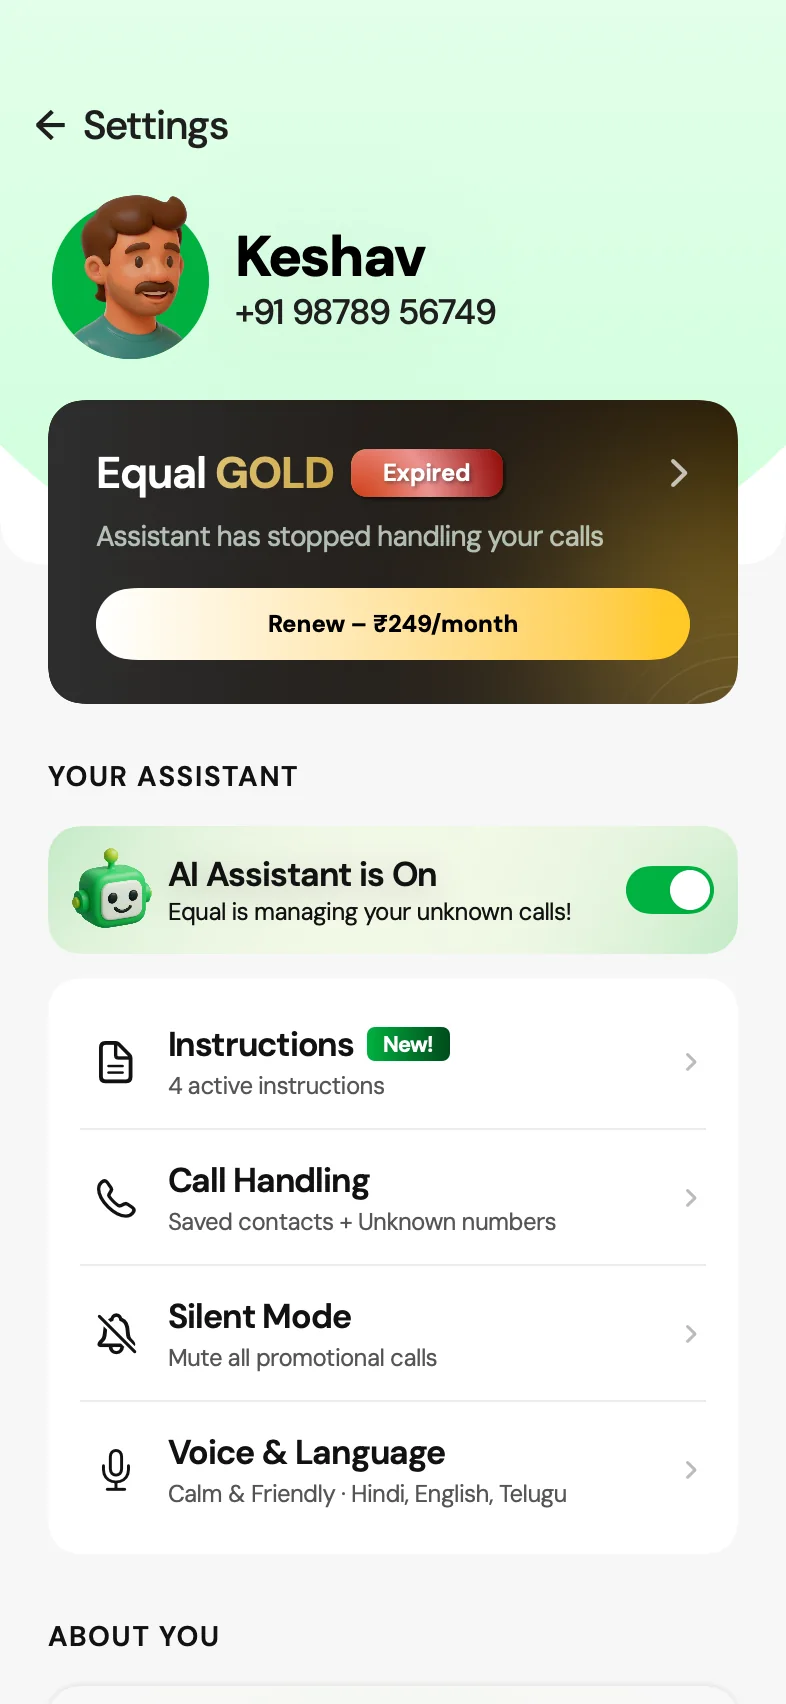 Settings
Keshav
+91 98789 56749
Equal GOLD Expired
Assistant has stopped handling your calls
Renew – ₹249/month
YOUR ASSISTANT
AI Assistant is On
Equal is managing your unknown calls!
Instructions New!
4 active instructions
Call Handling
Saved contacts + Unknown numbers
Silent Mode
Mute all promotional calls
Voice & Language
Calm & Friendly · Hindi, English, Telugu
ABOUT YOU